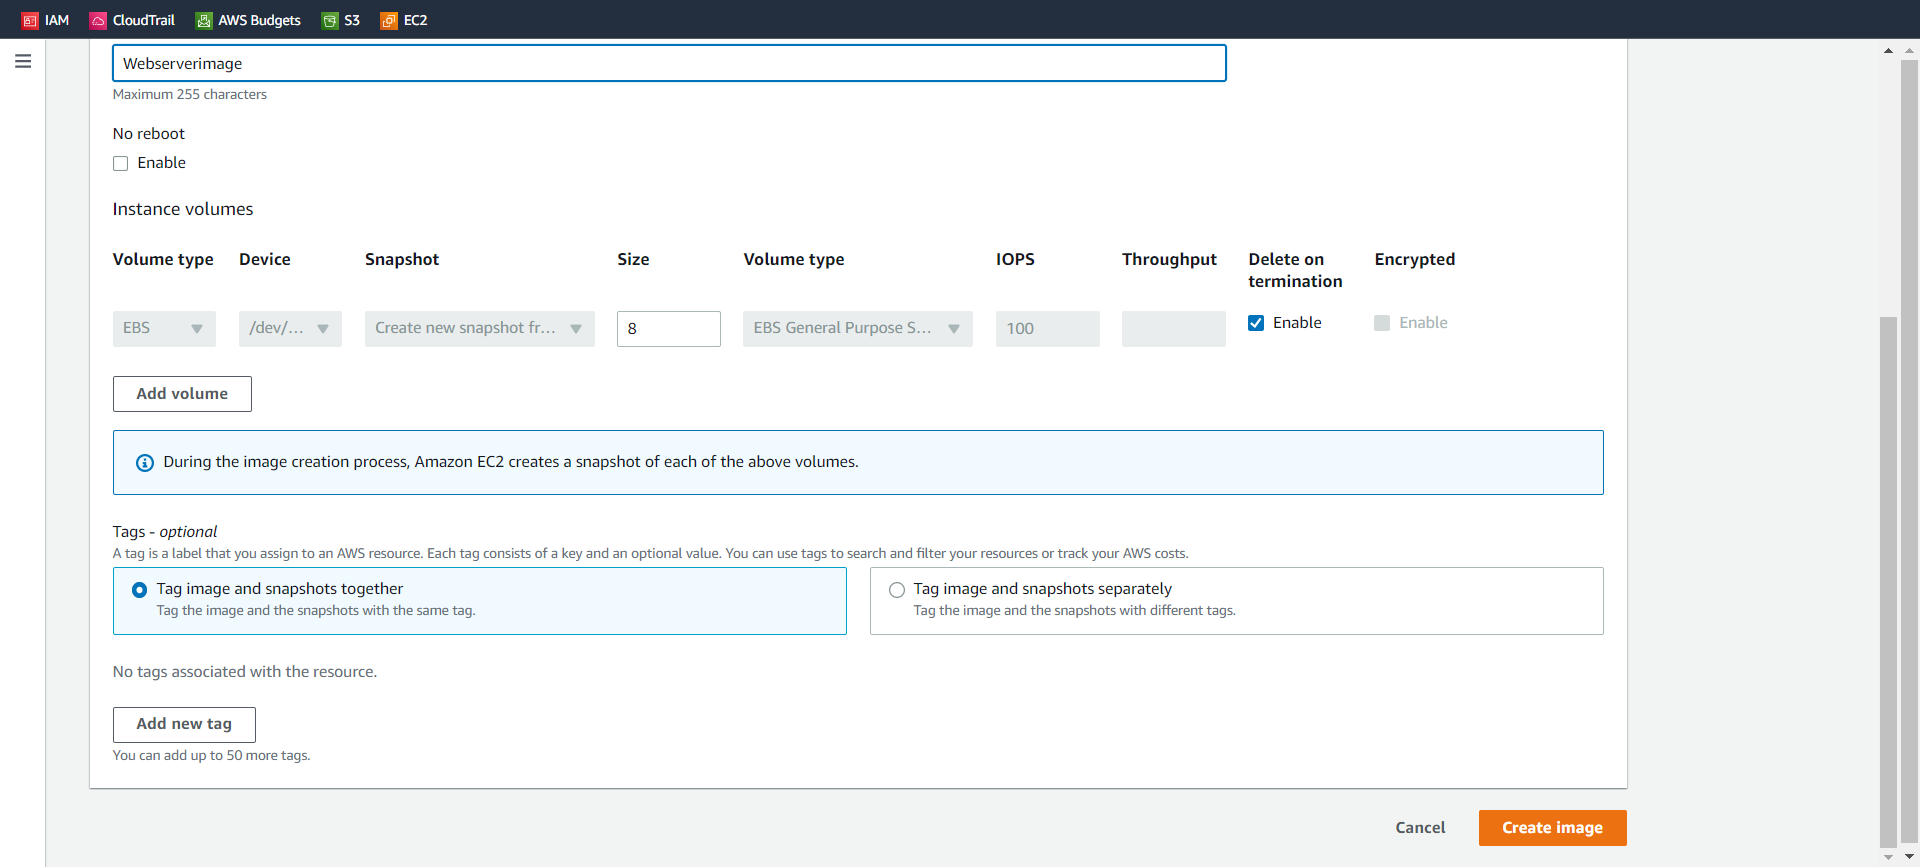 IAM CloudTrail AWS Budgets S3 EC2
Webserverimage
Maximum 255 characters
No reboot
Enable
Instance volumes
Volume type Device Snapshot Size Volume type IOPS Throughput Delete on termination Encrypted
EBS /dev/... Create new snapshot fr... 8 EBS General Purpose S... 100 Enable Enable
Add volume
During the image creation process, Amazon EC2 creates a snapshot of each of the above volumes.
Tags - optional
A tag is a label that you assign to an AWS resource. Each tag consists of a key and an optional value. You can use tags to search and filter your resources or track your AWS costs.
Tag image and snapshots together
Tag the image and the snapshots with the same tag.
Tag image and snapshots separately
Tag the image and the snapshots with different tags.
No tags associated with the resource.
Add new tag
You can add up to 50 more tags.
Cancel Create image